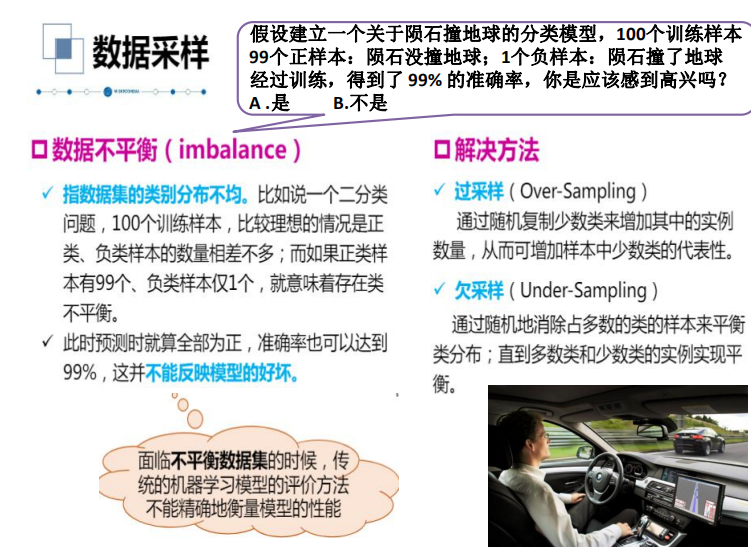 数据采样
假设建立一个关于陨石撞地球的分类模型，100个训练样本
99个正样本：陨石没撞地球；1个负样本：陨石撞了地球
经过训练，得到了 99% 的准确率，你是应该感到高兴吗？
A .是 B.不是
数据不平衡（imbalance）
指数据集的类别分布不均。比如说一个二分类
问题，100个训练样本，比较理想的情况是正
类、负类样本的数量相差不多；而如果正类样
本有99个、负类样本仅1个，就意味着存在类
不平衡。
此时预测时就算全部为正，准确率也可以达到
99%，这并不能反映模型的好坏。
面临不平衡数据集的时候，传
统的机器学习模型的评价方法
不能精确地衡量模型的性能
解决方法
过采样（Over-Sampling）
通过随机复制少数类来增加其中的实例
数量，从而可增加样本中少数类的代表性。
欠采样（Under-Sampling）
通过随机地消除占多数的类的样本来平衡
类分布；直到多数类和少数类的实例实现平
衡。